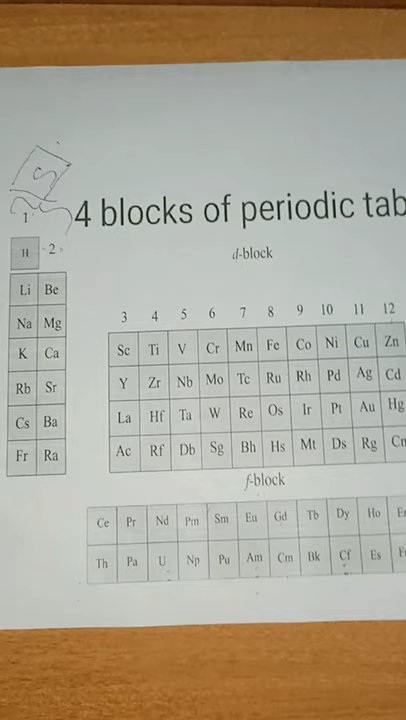 S
1
4 blocks of periodic tab
H 2
d-block
Li Be
3 4 5 6 7 8 9 10 11 12
Na Mg
Sc Ti V Cr Mn Fe Co Ni Cu Zn
K Ca
Y Zr Nb Mo Tc Ru Rh Pd Ag Cd
Rb Sr
La Hf Ta W Re Os Ir Pt Au Hg
Cs Ba
Ac Rf Db Sg Bh Hs Mt Ds Rg Cn
Fr Ra
f-block
Ce Pr Nd Pm Sm Eu Gd Tb Dy Ho
Th Pa U Np Pu Am Cm Bk Cf Es